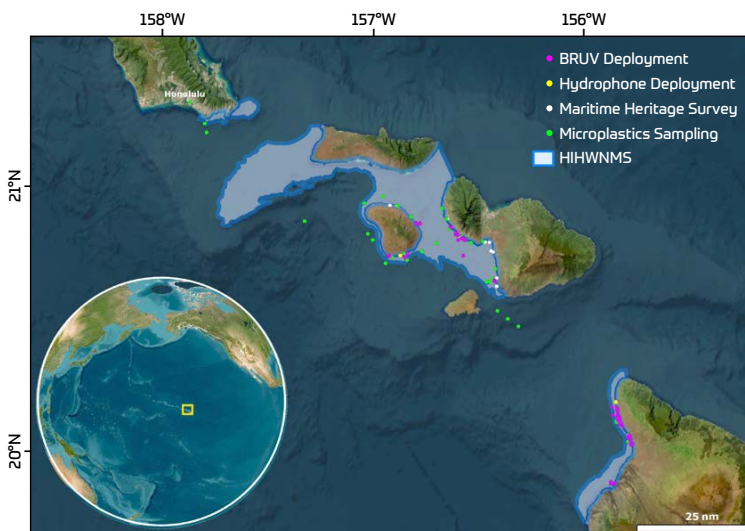 158°W 157°W 156°W
BRUV Deployment
Hydrophone Deployment
Honolulu
Maritime Heritage Survey
Microplastics Sampling
HIHWNMS
21°N
20°N
25 nm